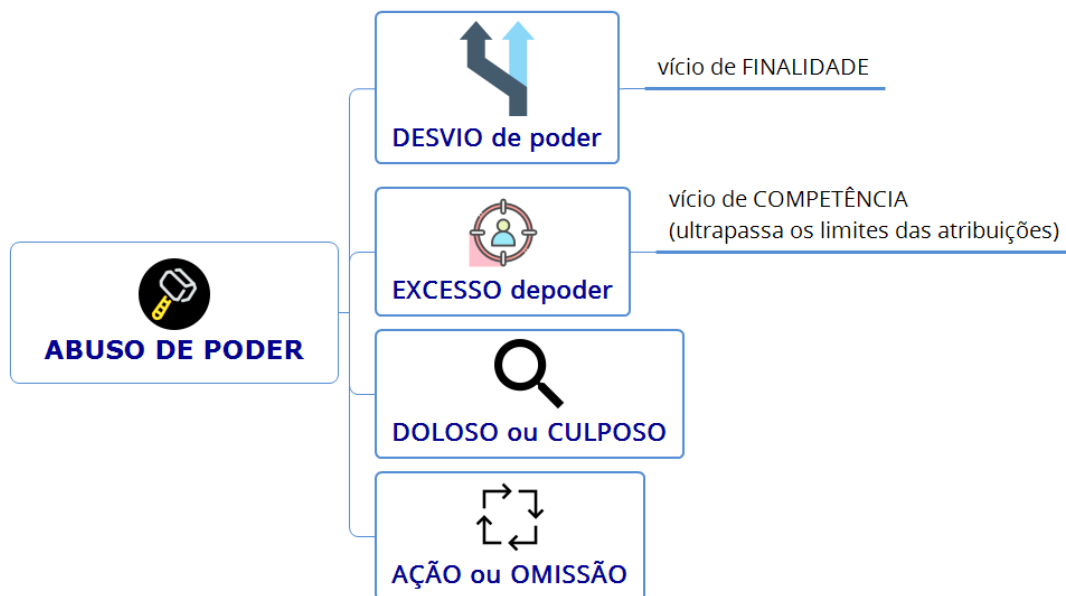 ABUSO DE PODER
DESVIO de poder
vício de FINALIDADE
EXCESSO depoder
vício de COMPETÊNCIA
(ultrapassa os limites das atribuições)
DOLOSO ou CULPOSO
AÇÃO ou OMISSÃO